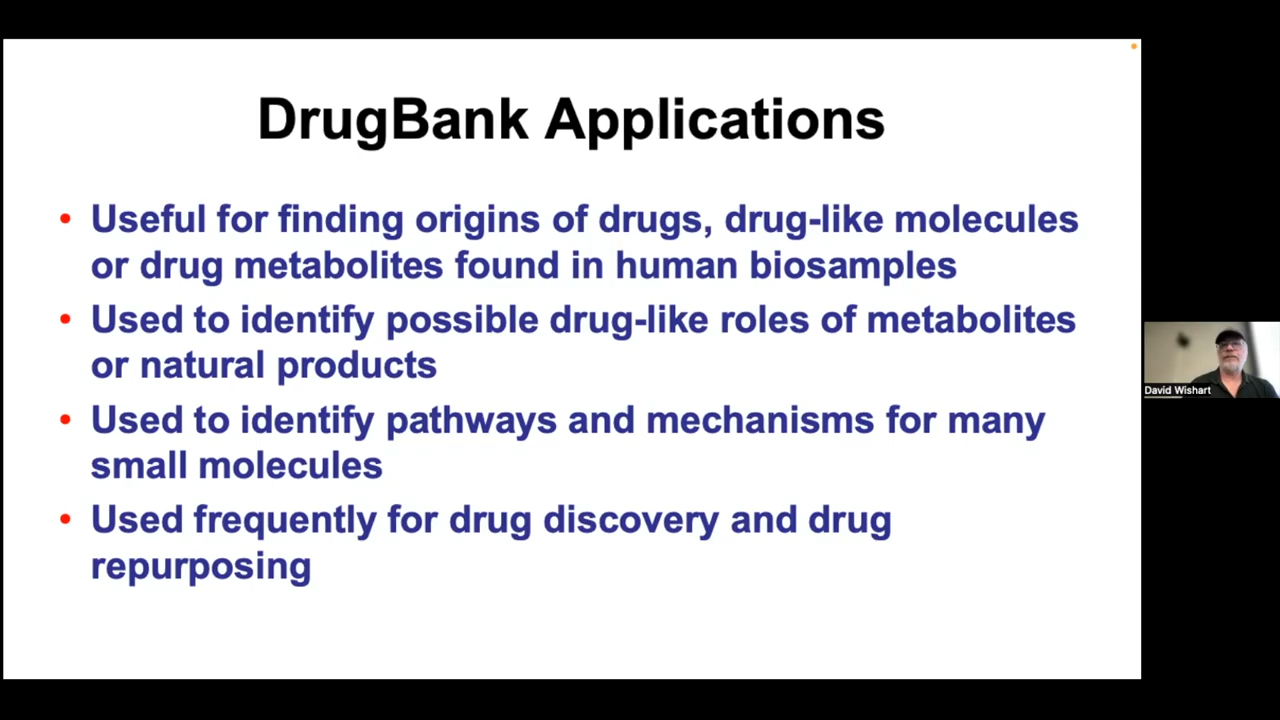 DrugBank Applications
• Useful for finding origins of drugs, drug-like molecules
or drug metabolites found in human biosamples
• Used to identify possible drug-like roles of metabolites
or natural products
• Used to identify pathways and mechanisms for many
small molecules
• Used frequently for drug discovery and drug
repurposing
David Wishart